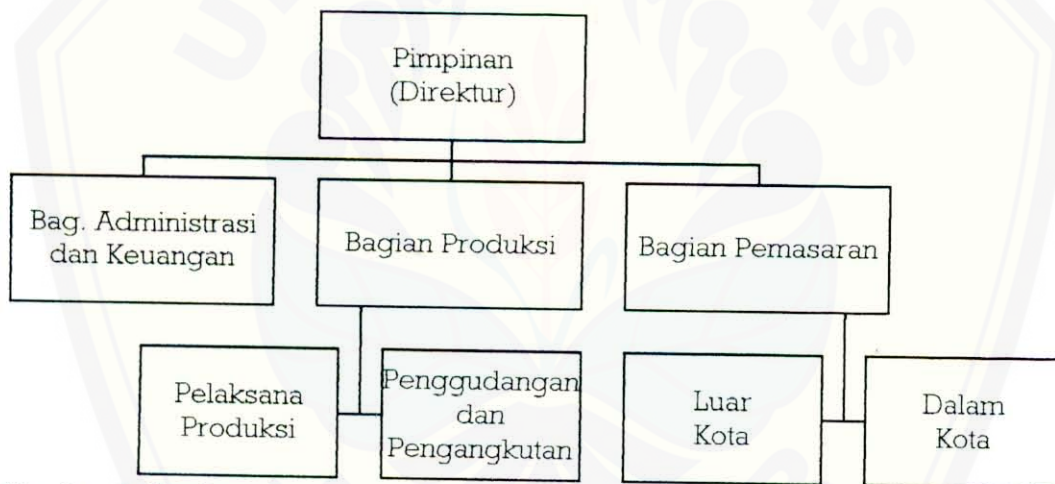 Pimpinan
(Direktur)
Bag. Administrasi
dan Keuangan
Bagian Produksi
Bagian Pemasaran
Pelaksana
Produksi
Penggudangan
dan
Pengangkutan
Luar
Kota
Dalam
Kota